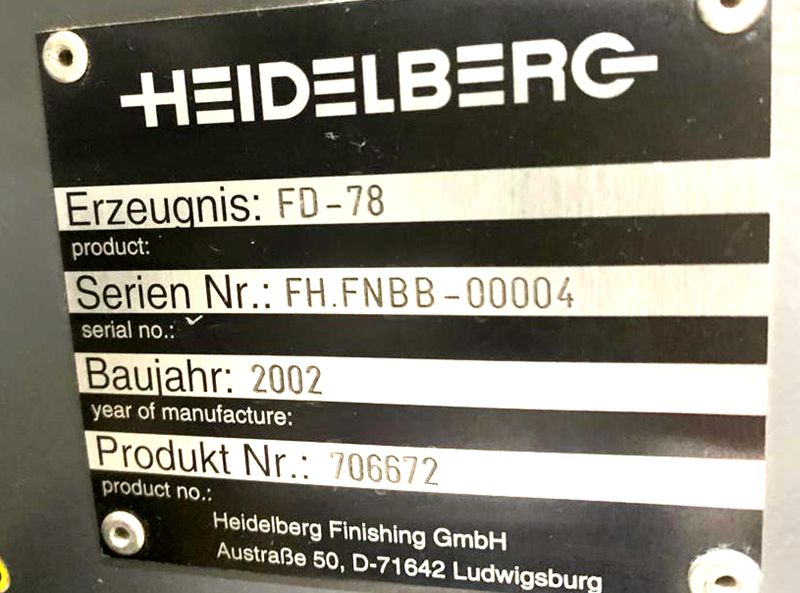 HEIDELBERG
Erzeugnis: FD-78
product:
Serien Nr.: FH.FNBB-00004
serial no.:
Baujahr: 2002
year of manufacture:
Produkt Nr.: 706672
product no.:
Heidelberg Finishing GmbH
Austraße 50, D-71642 Ludwigsburg